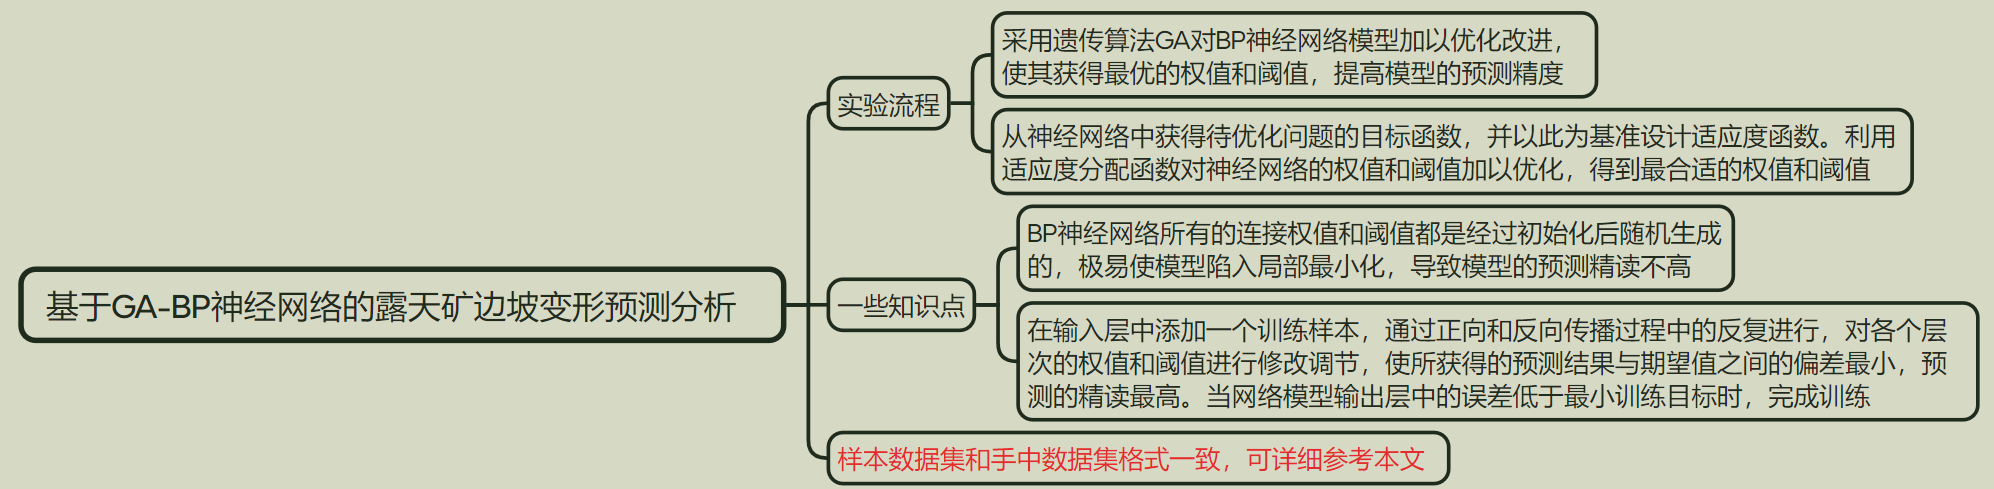 基于GA-BP神经网络的露天矿边坡变形预测分析
实验流程
采用遗传算法GA对BP神经网络模型加以优化改进，
使其获得最优的权值和阈值，提高模型的预测精度
从神经网络中获得待优化问题的目标函数，并以此为基准设计适应度函数。利用
适应度分配函数对神经网络的权值和阈值加以优化，得到最合适的权值和阈值
一些知识点
BP神经网络所有的连接权值和阈值都是经过初始化后随机生成
的，极易使模型陷入局部最小化，导致模型的预测精读不高
在输入层中添加一个训练样本，通过正向和反向传播过程中的反复进行，对各个层
次的权值和阈值进行修改调节，使所获得的预测结果与期望值之间的偏差最小，预
测的精读最高。当网络模型输出层中的误差低于最小训练目标时，完成训练
样本数据集和手中数据集格式一致，可详细参考本文